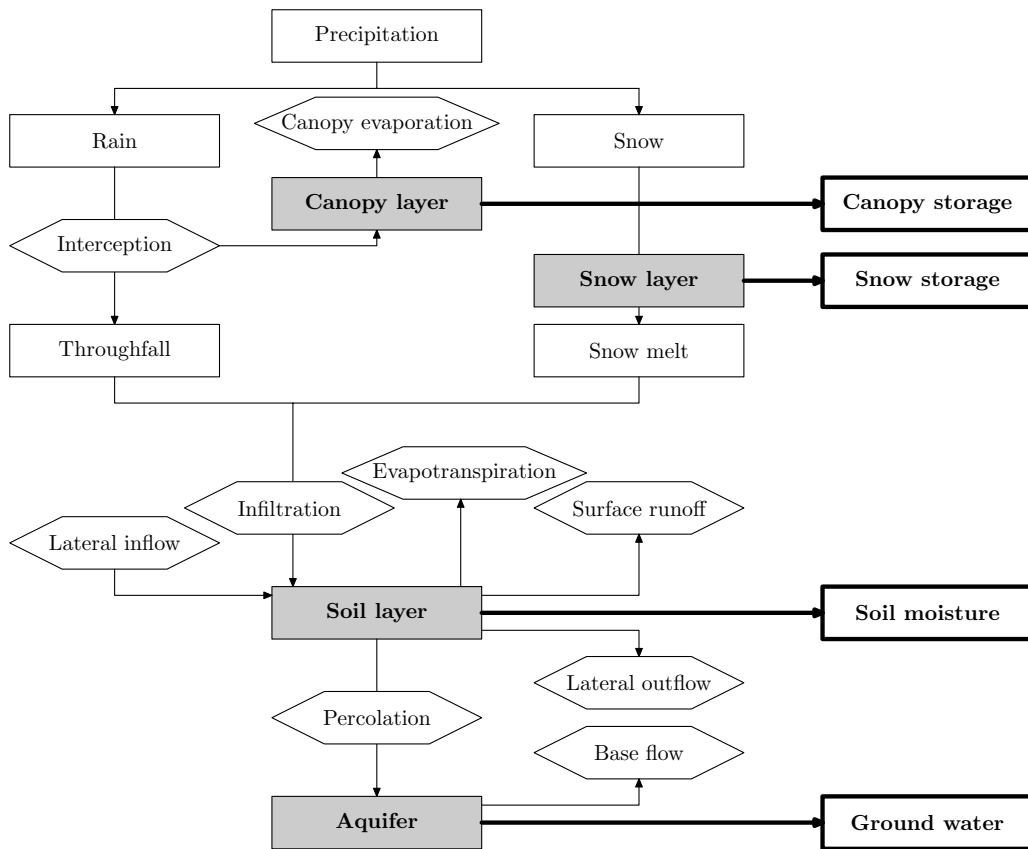 Precipitation
Canopy evaporation
Rain
Snow
Canopy layer
Canopy storage
Interception
Snow layer
Snow storage
Throughfall
Snow melt
Evapotranspiration
Infiltration
Surface runoff
Lateral inflow
Soil layer
Soil moisture
Lateral outflow
Percolation
Base flow
Aquifer
Ground water